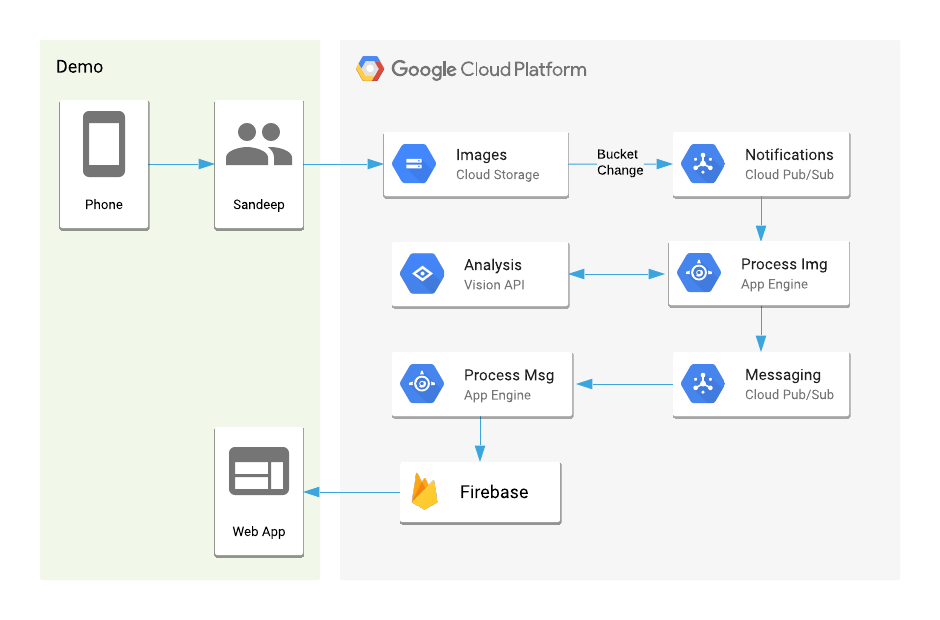 Demo
Google Cloud Platform
Phone
Sandeep
Images
Cloud Storage
Bucket
Change
Notifications
Cloud Pub/Sub
Analysis
Vision API
Process Img
App Engine
Process Msg
App Engine
Messaging
Cloud Pub/Sub
Web App
Firebase